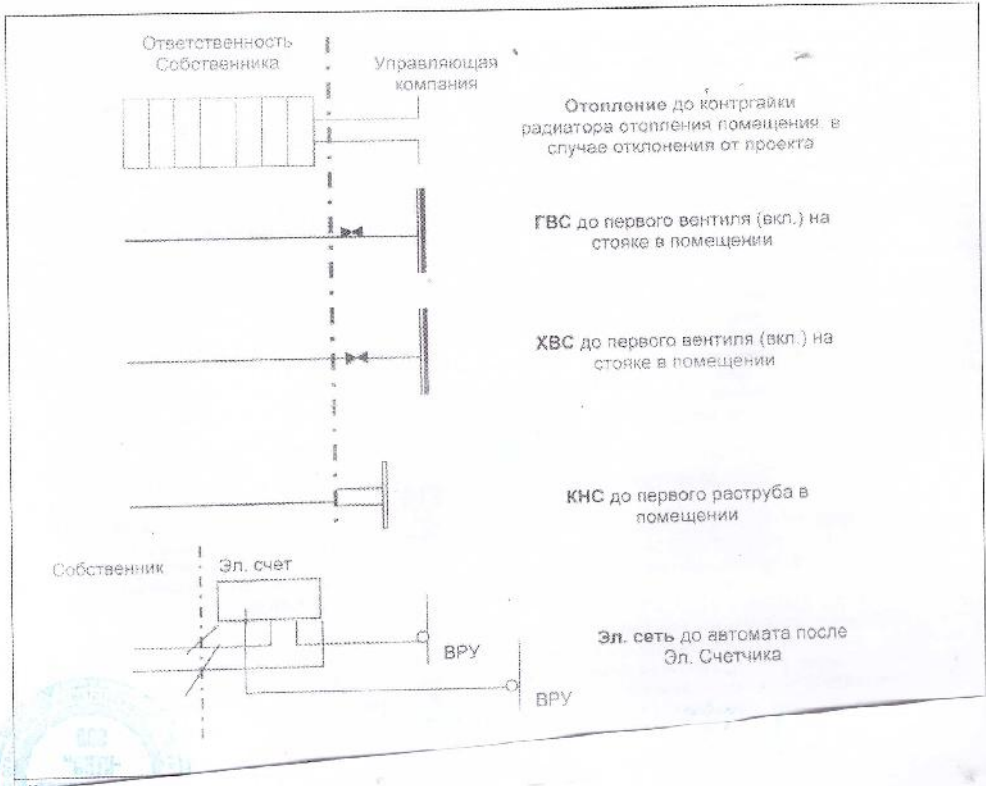 Ответственность
Собственника
Управляющая
компания
Отопление до контргайки
радиатора отопления помещения в
случае отклонения от проекта
ГВС до первого вентиля (вкл.) на
стояке в помещении
ХВС до первого вентиля (вкл.) на
стояке в помещении
КНС до первого раструба в
помещении
Собственник
Эл. счет
ВРУ
ВРУ
Эл. сеть до автомата после
Эл. Счетчика